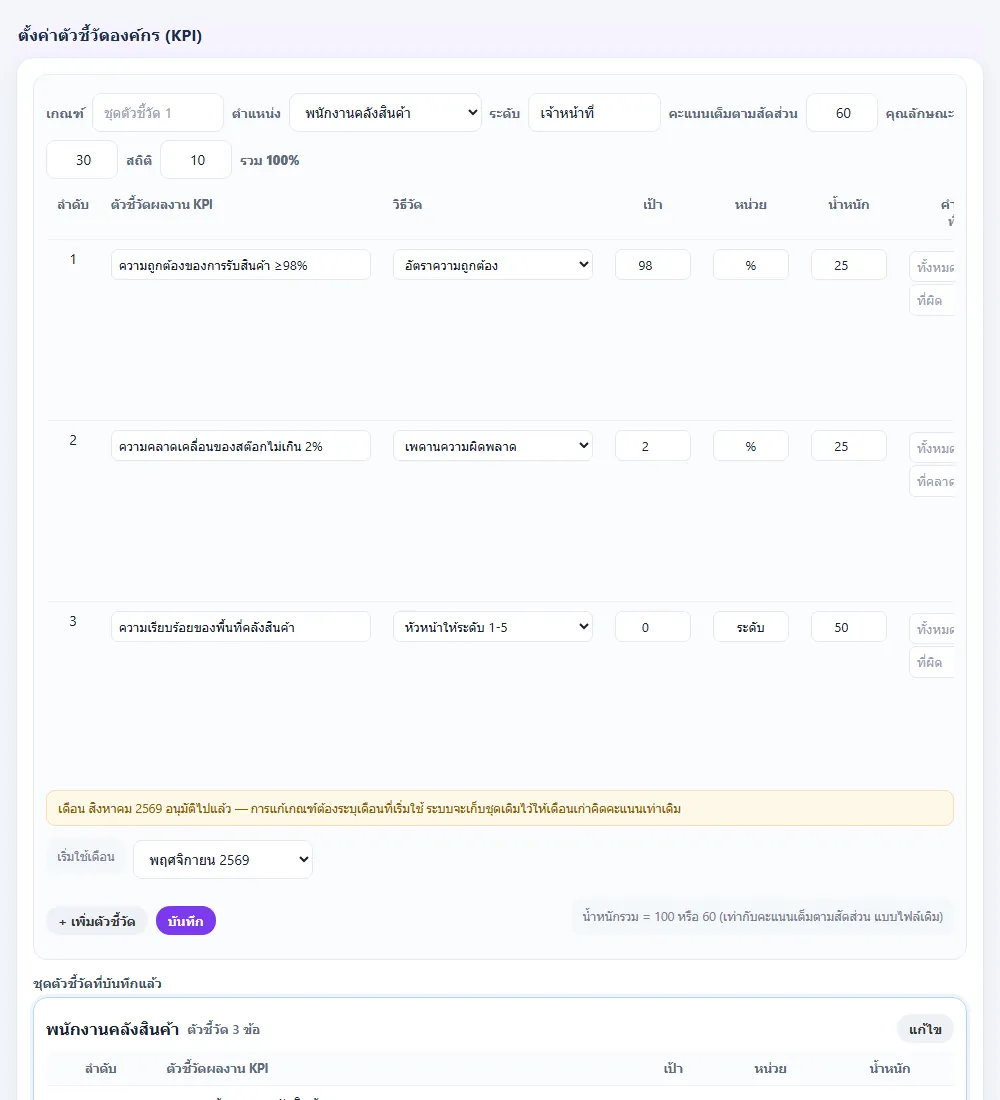 ตั้งค่าตัวชี้วัดองค์กร (KPI)
เกณฑ์ ชุดตัวชี้วัด 1 ตำแหน่ง พนักงานคลังสินค้า ระดับ เจ้าหน้าที่ คะแนนเต็มตามสัดส่วน 60 คุณลักษณะ
30 สถิติ 10 รวม 100%
ลำดับ ตัวชี้วัดผลงาน KPI วิธีวัด เป้า หน่วย น้ำหนัก
1 ความถูกต้องของการรับสินค้า ≥98% อัตราความถูกต้อง 98 % 25 ทั้งหมด
ที่ผิด
2 ความคลาดเคลื่อนของสต๊อกไม่เกิน 2% เพดานความผิดพลาด 2 % 25 ทั้งหมด
ที่คลาด
3 ความเรียบร้อยของพื้นที่คลังสินค้า หัวหน้าให้ระดับ 1-5 0 ระดับ 50 ทั้งหมด
ที่ผิด
เดือน สิงหาคม 2569 อนุมัติไปแล้ว — การแก้เกณฑ์ต้องระบุเดือนที่เริ่มใช้ ระบบจะเก็บชุดเดิมไว้ให้เดือนเก่าคิดคะแนนเท่าเดิม
เริ่มใช้เดือน พฤศจิกายน 2569
+ เพิ่มตัวชี้วัด บันทึก น้ำหนักรวม = 100 หรือ 60 (เท่ากับคะแนนเต็มตามสัดส่วน แบบไฟล์เดิม)
ชุดตัวชี้วัดที่บันทึกแล้ว
พนักงานคลังสินค้า ตัวชี้วัด 3 ข้อ แก้ไข
ลำดับ ตัวชี้วัดผลงาน KPI เป้า หน่วย น้ำหนัก